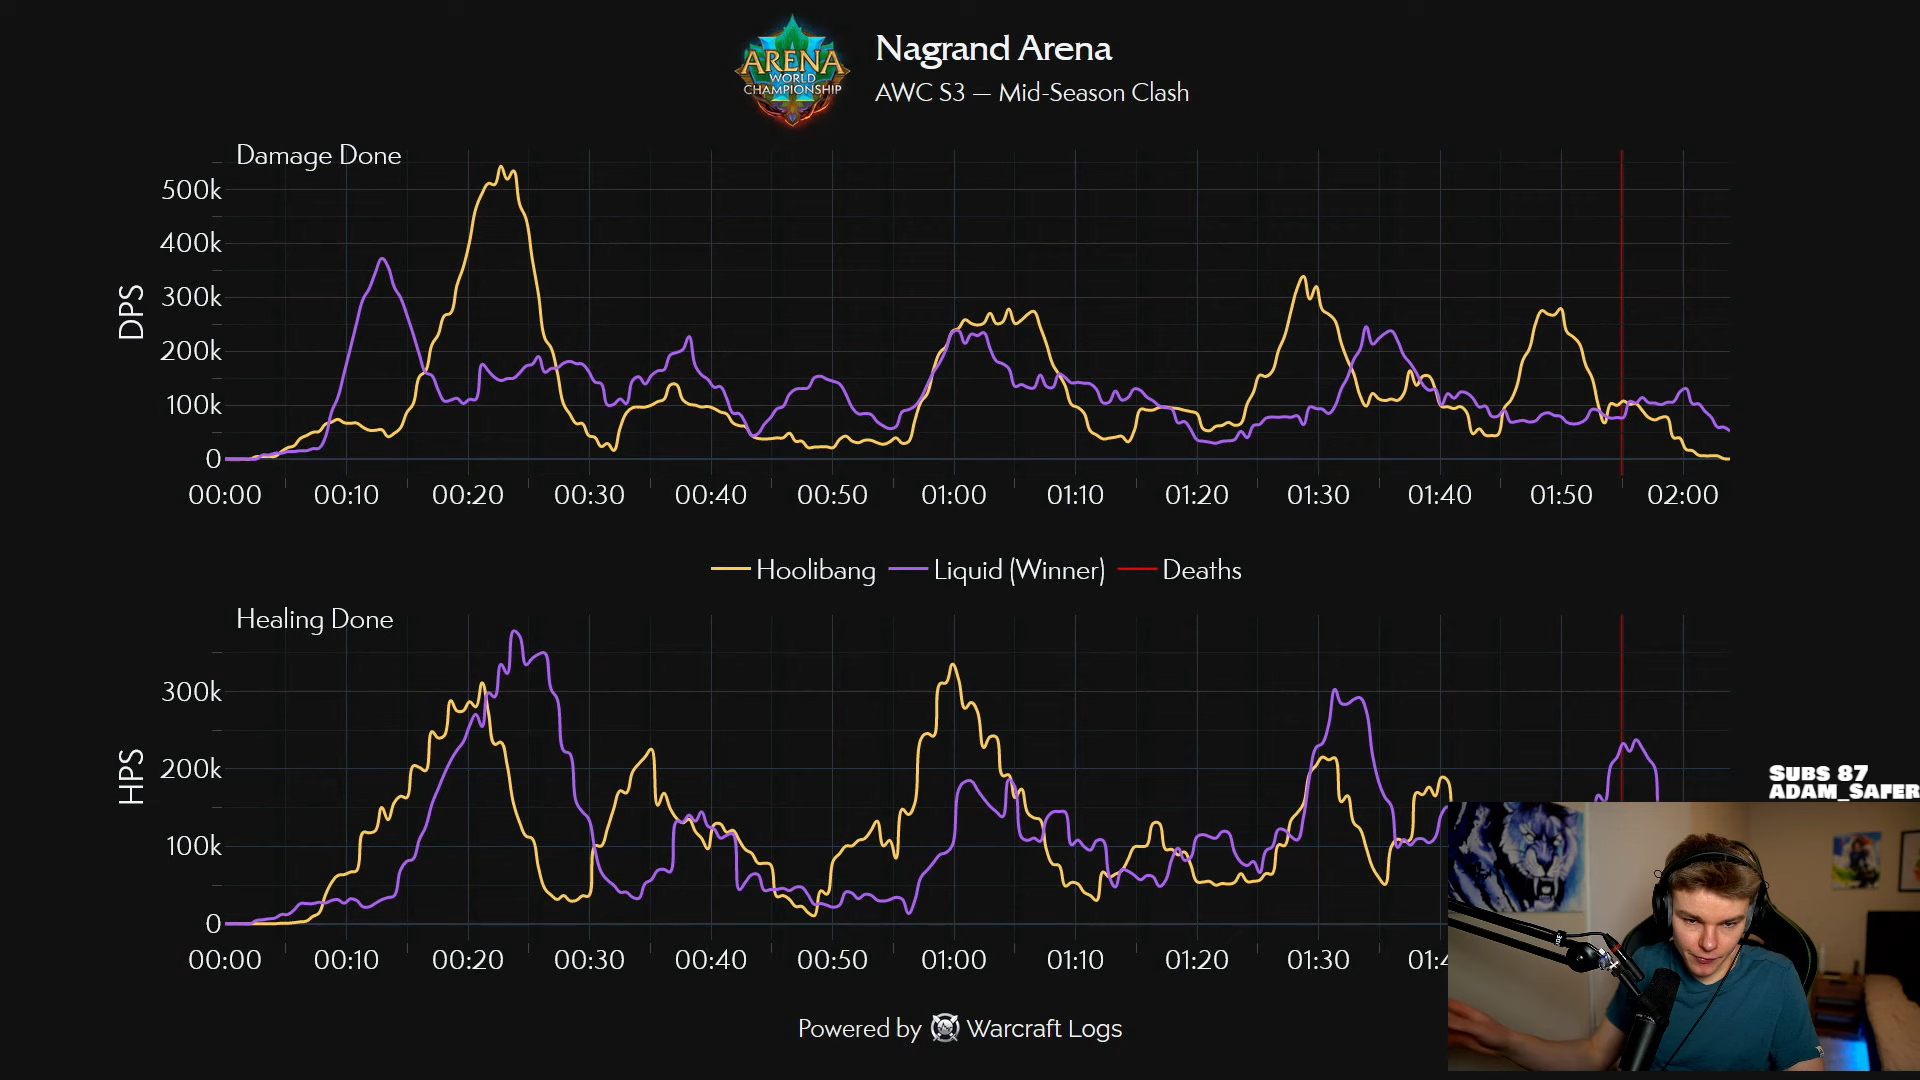 ARENA
WORLD
CHAMPIONSHIP
Nagrand Arena
AWC S3 — Mid-Season Clash
Damage Done
DPS
500k
400k
300k
200k
100k
0
00:00 00:10 00:20 00:30 00:40 00:50 01:00 01:10 01:20 01:30 01:40 01:50 02:00
Hoolibang Liquid (Winner) Deaths
Healing Done
HPS
300k
200k
100k
0
00:00 00:10 00:20 00:30 00:40 00:50 01:00 01:10 01:20 01:30 01:4
SUBS 87
ADAM_SAFER
Powered by Warcraft Logs